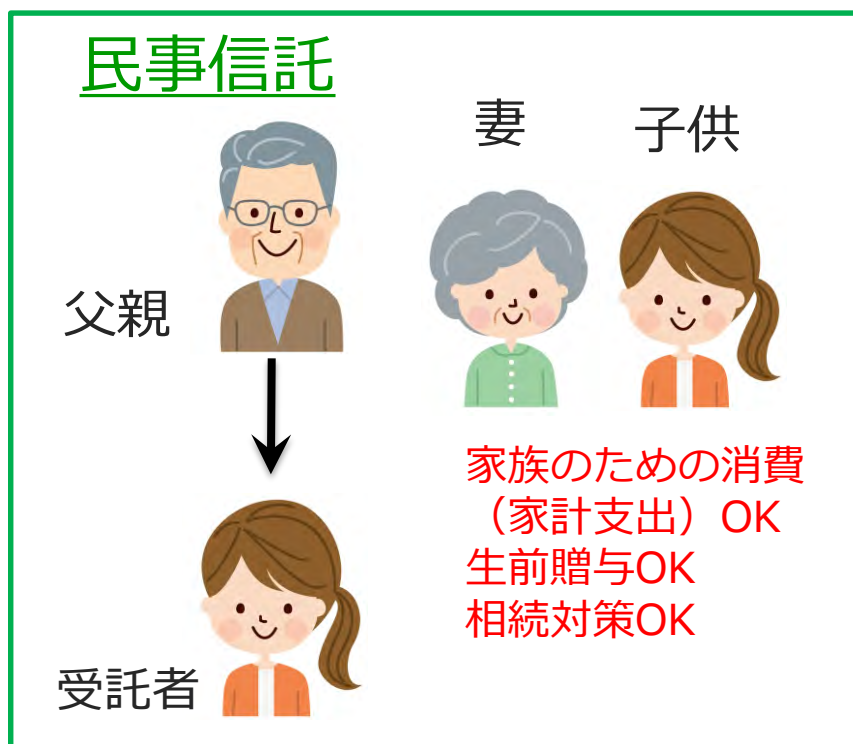 民事信託
妻
子供
父親
家族のための消費
（家計支出）OK
生前贈与OK
相続対策OK
受託者